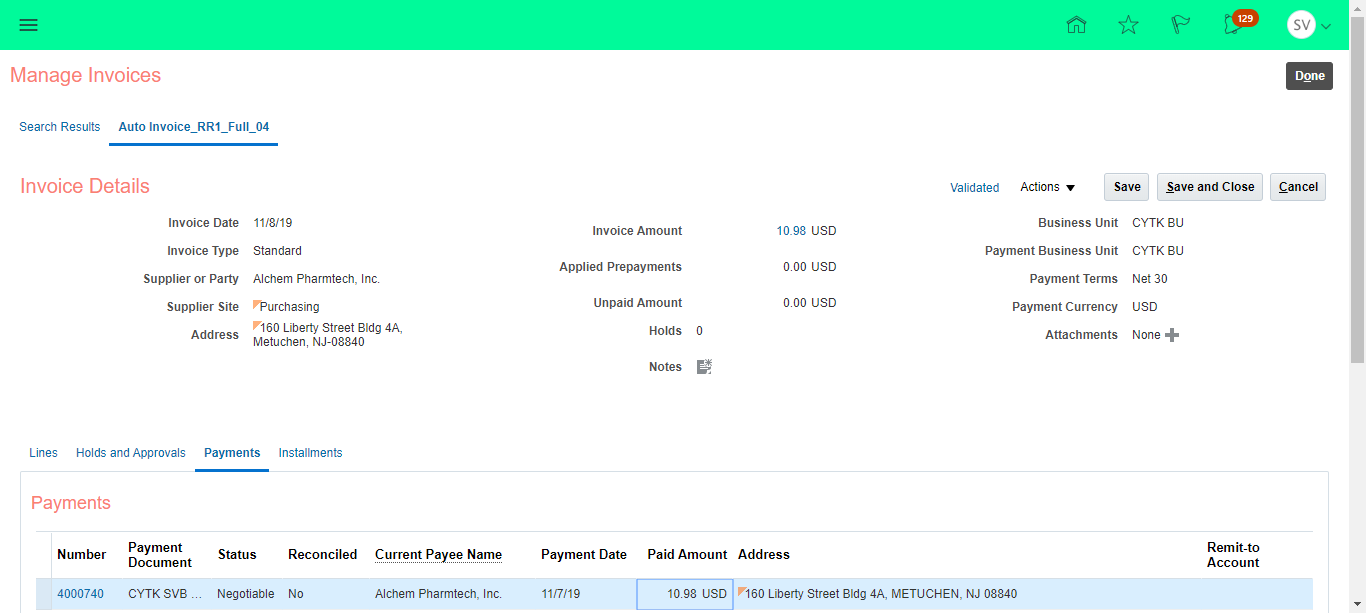 129
SV
Manage Invoices
Done
Search Results
Auto Invoice_RR1_Full_04
Invoice Details
Validated
Actions
Save
Save and Close
Cancel
Invoice Date 11/8/19
Invoice Type Standard
Supplier or Party Alchem Pharmtech, Inc.
Supplier Site Purchasing
Address 160 Liberty Street Bldg 4A,
Metuchen, NJ-08840
Invoice Amount 10.98 USD
Applied Prepayments 0.00 USD
Unpaid Amount 0.00 USD
Holds 0
Notes
Business Unit CYTK BU
Payment Business Unit CYTK BU
Payment Terms Net 30
Payment Currency USD
Attachments None
Lines
Holds and Approvals
Payments
Installments
Payments
Number
Payment
Document
Status
Reconciled
Current Payee Name
Payment Date
Paid Amount
Address
Remit-to
Account
4000740
CYTK SVB ...
Negotiable
No
Alchem Pharmtech, Inc.
11/7/19
10.98 USD
160 Liberty Street Bldg 4A, METUCHEN, NJ 08840